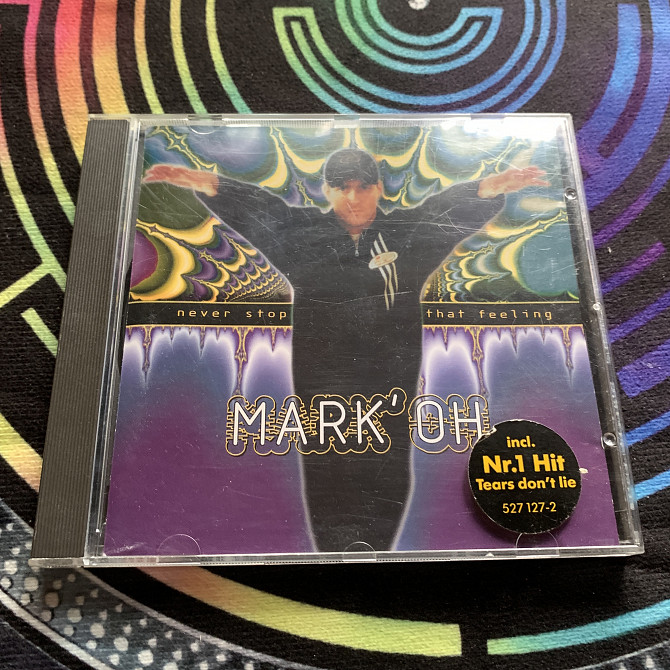 never stop that feeling
MARK'OH
incl.
Nr.1 Hit
Tears don't lie
527 127-2